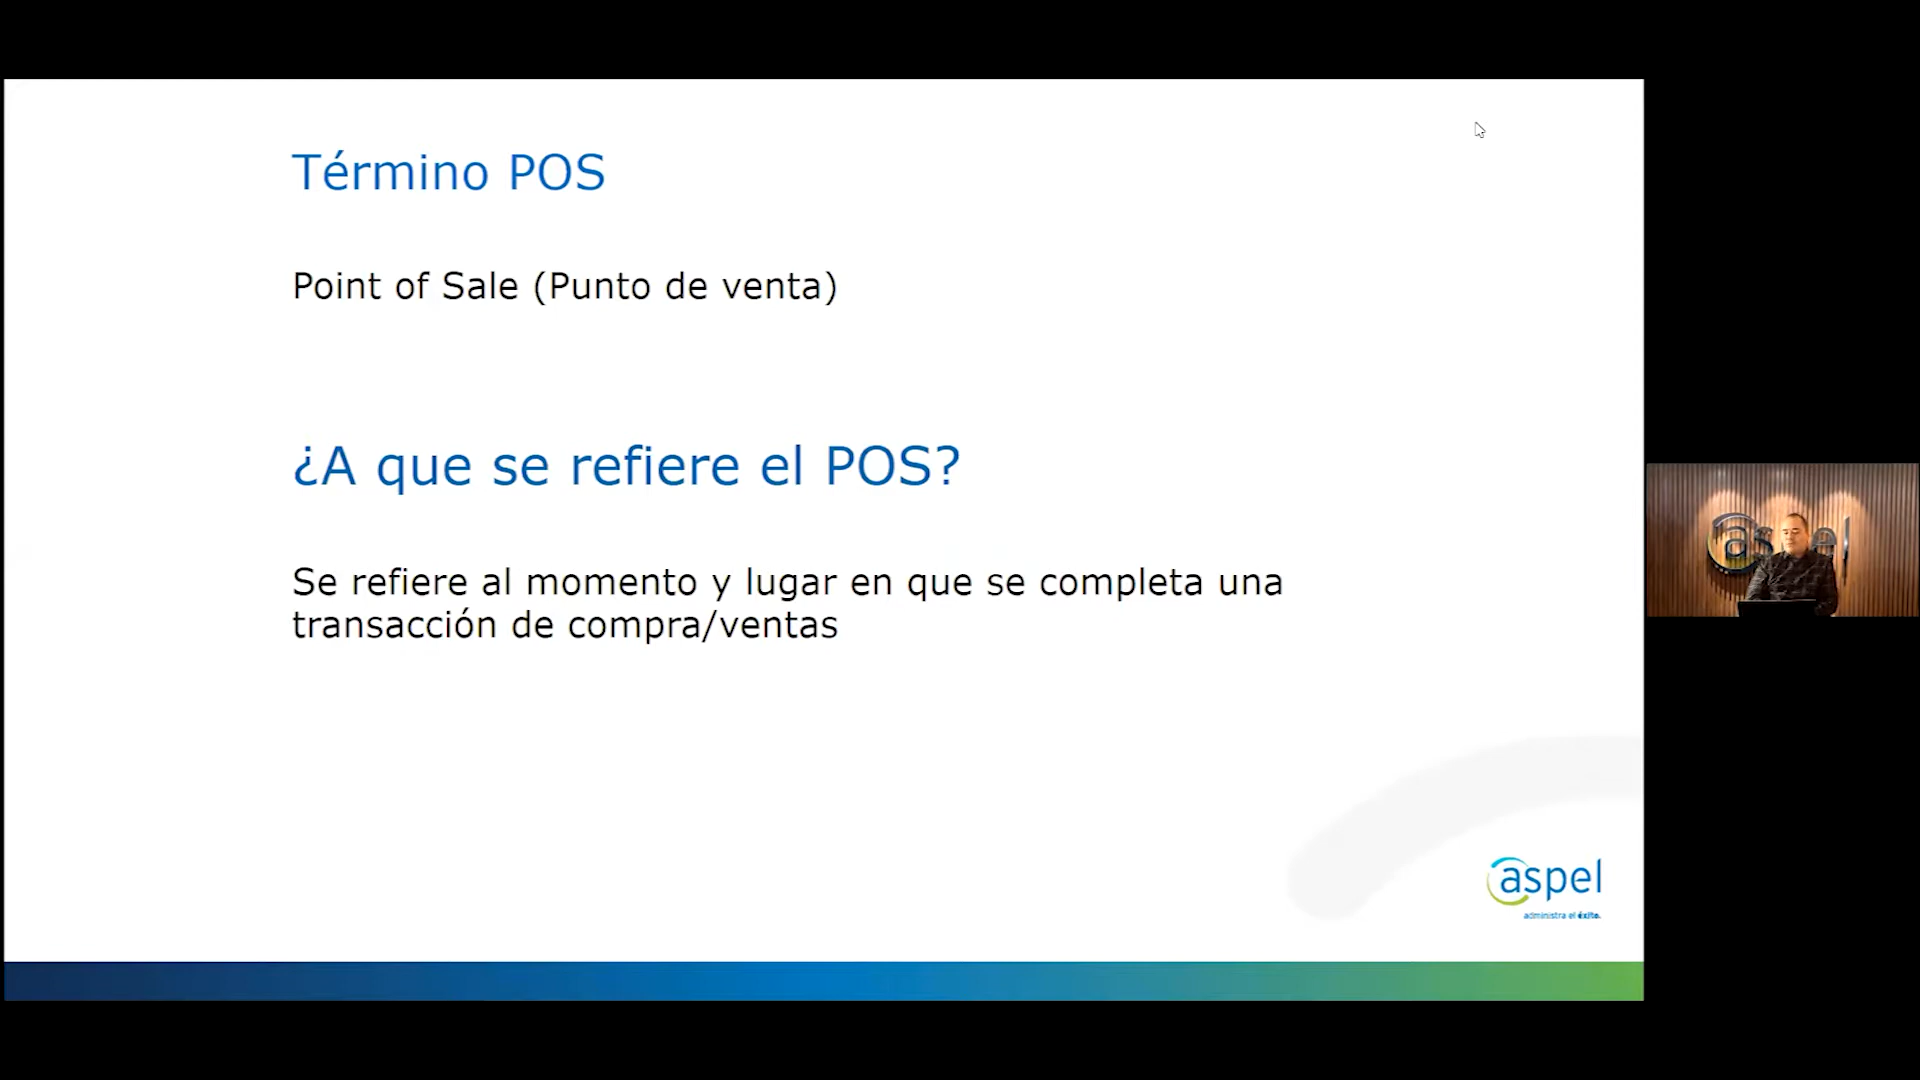 Término POS
Point of Sale (Punto de venta)
¿A que se refiere el POS?
Se refiere al momento y lugar en que se completa una
transacción de compra/ventas
aspel
aspel
administra el éxito.